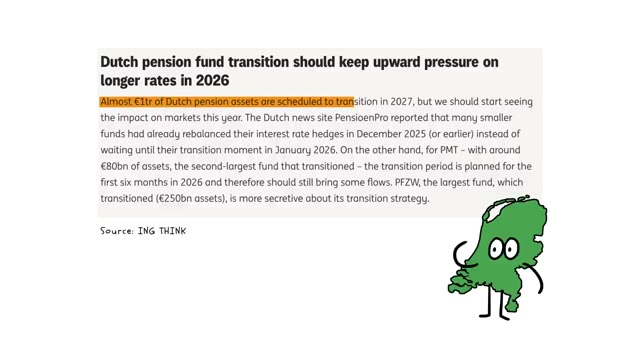 Dutch pension fund transition should keep upward pressure on
longer rates in 2026
Almost €1tr of Dutch pension assets are scheduled to transition in 2027, but we should start seeing
the impact on markets this year. The Dutch news site PensioenPro reported that many smaller
funds had already rebalanced their interest rate hedges in December 2025 (or earlier) instead of
waiting until their transition moment in January 2026. On the other hand, for PMT – with around
€80bn of assets, the second-largest fund that transitioned – the transition period is planned for the
first six months in 2026 and therefore should still bring some flows. PFZW, the largest fund, which
transitioned (€250bn assets), is more secretive about its transition strategy.
Source: ING THINK